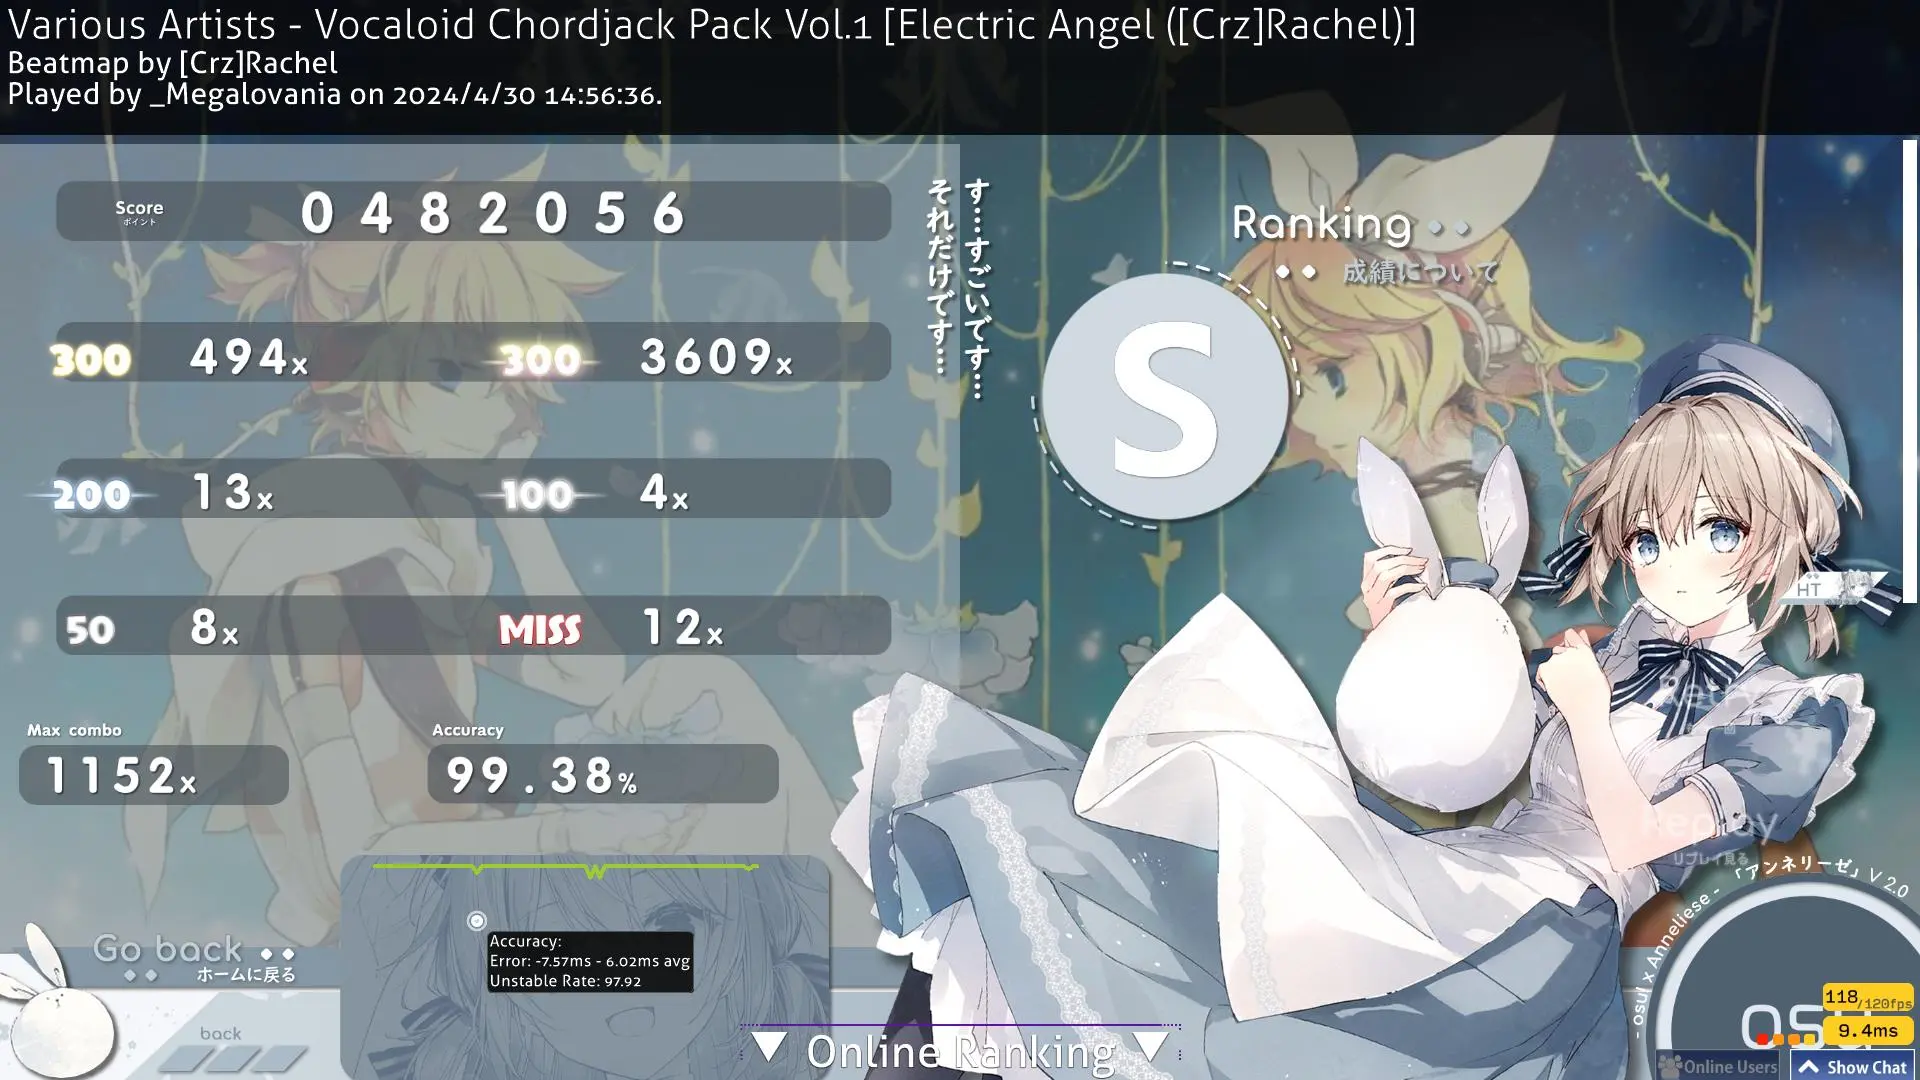 Various Artists - Vocaloid Chordjack Pack Vol.1 [Electric Angel ([Crz]Rachel)]
Beatmap by [Crz]Rachel
Played by _Megalovania on 2024/4/30 14:56:36.
Score
ポイント
0482056
す…すごいです…
それだけです…
Ranking
成績について
S
300 494x 300 3609x
200 13x 100 4x
50 8x MISS 12x
HT
Max combo
1152x
Accuracy
99.38%
Replay
リプレイ見る
- osu! x Anneliese - 「アンネリーゼ」 V 2.0
Go back
ホームに戻る
back
Accuracy:
Error: -7.57ms - 6.02ms avg
Unstable Rate: 97.92
Online Ranking
118/120fps
9.4ms
Online Users
Show Chat